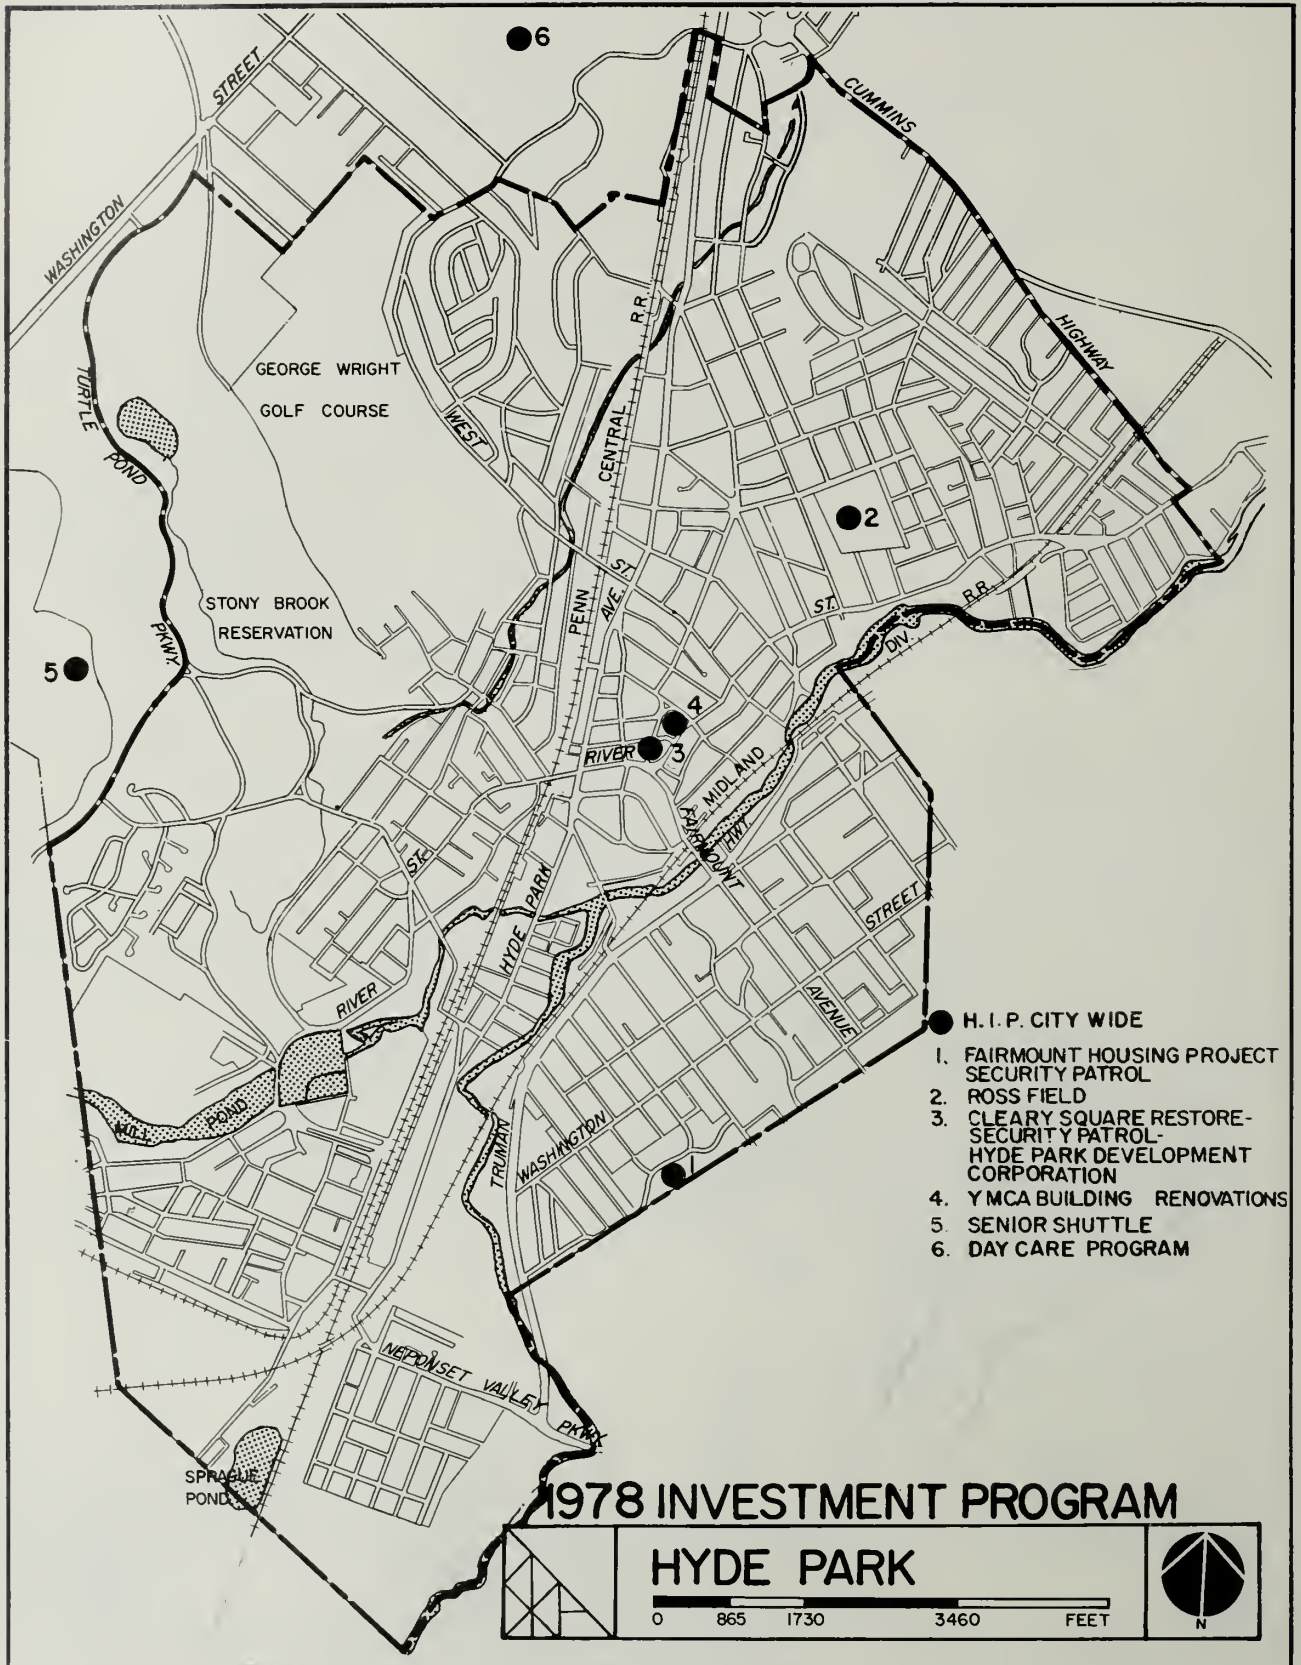 6
STREET
CUMMINS
WASHINGTON
HIGHWAY
R.R.
TURTLE
POND
PKWY.
GEORGE WRIGHT
GOLF COURSE
WEST
CENTRAL
2
ST.
AVE.
PENN
ST.
R.R.
DIV.
STONY BROOK
RESERVATION
5
4
RIVER
3
MIDLAND
FAIRMOUNT
HWY.
ST.
HYDE PARK
STREET
AVENUE
RIVER
MILL POND
TRUMAN
WASHINGTON
1
H.I.P. CITY WIDE
1. FAIRMOUNT HOUSING PROJECT
SECURITY PATROL
2. ROSS FIELD
3. CLEARY SQUARE RESTORE-
SECURITY PATROL-
HYDE PARK DEVELOPMENT
CORPORATION
4. YMCA BUILDING RENOVATIONS
5. SENIOR SHUTTLE
6. DAY CARE PROGRAM
NEPONSET VALLEY
PKWY
SPRAGUE
POND
1978 INVESTMENT PROGRAM
HYDE PARK
0 865 1730 3460 FEET
N